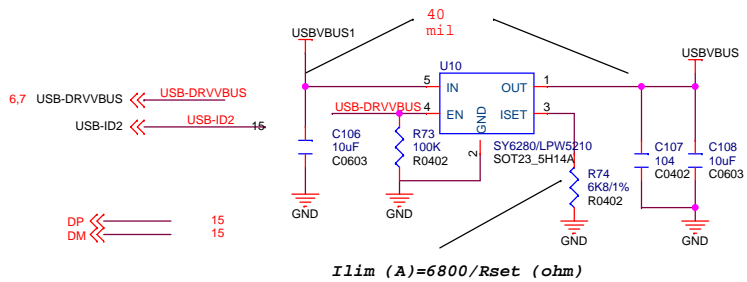 40
mil
USBVBUS1
USBVBUS
U10
5 IN OUT 1
6,7 USB-DRVVBUS USB-DRVVBUS
USB-DRVVBUS 4 EN ISET 3
USB-ID2 USB-ID2 15
GND
2
C106
10uF
C0603
R73
100K
R0402
SY6280/LPW5210
SOT23_5H14A
C107
104
C0402
C108
10uF
C0603
R74
6K8/1%
R0402
GND
GND
GND
GND
DP 15
DM 15
Ilim (A)=6800/Rset (ohm)